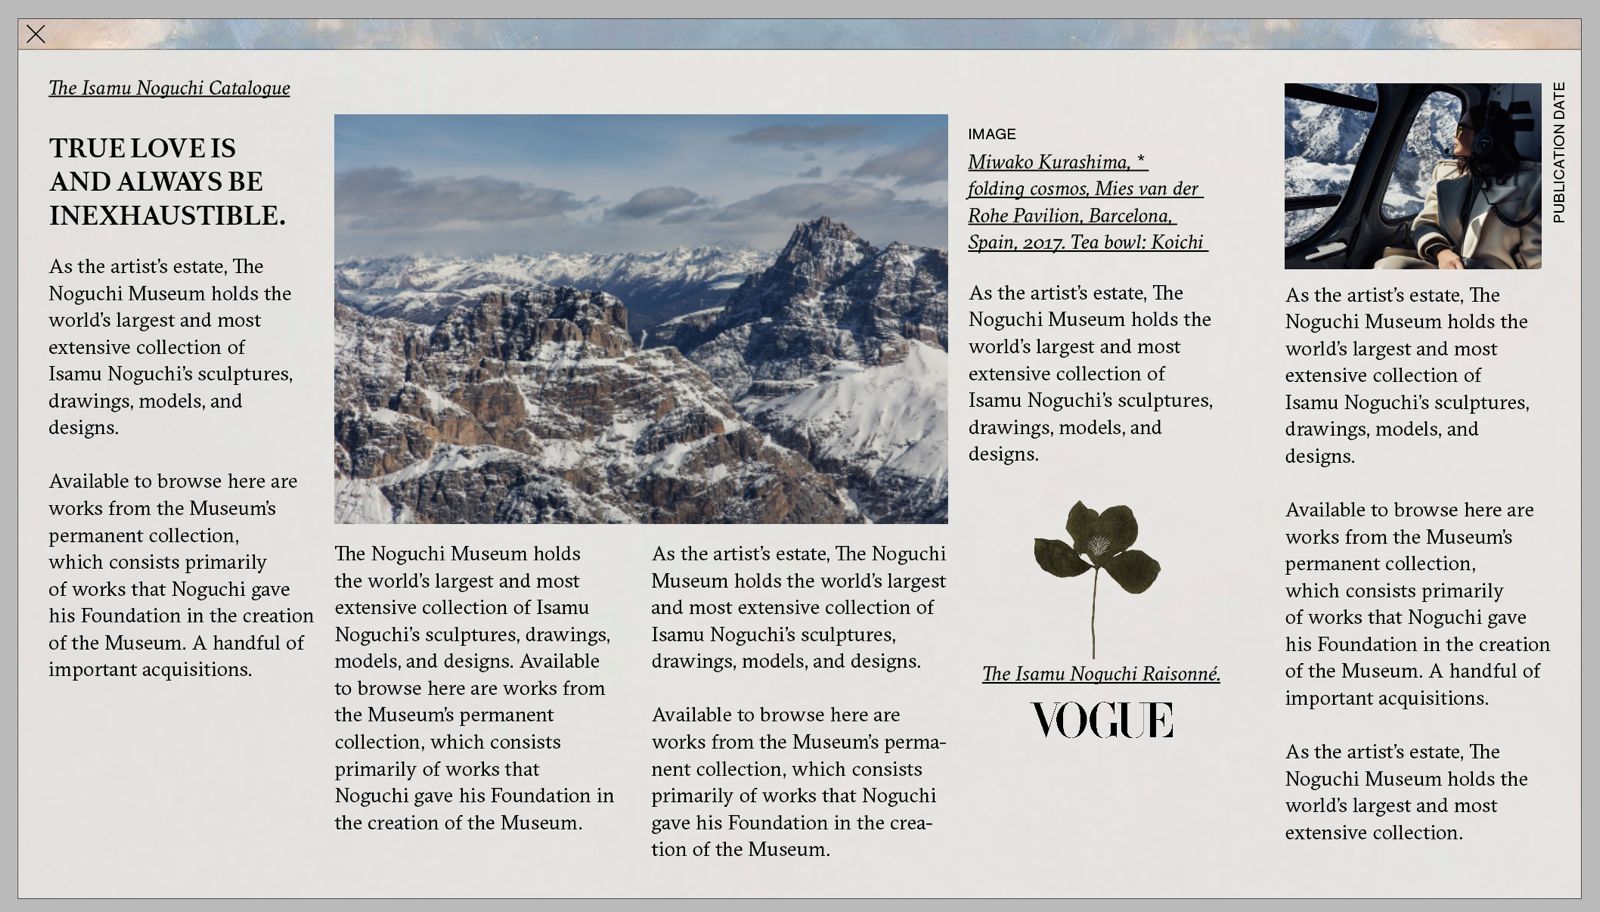 The Isamu Noguchi Catalogue
TRUE LOVE IS
AND ALWAYS BE
INEXHAUSTIBLE.
As the artist’s estate, The
Noguchi Museum holds the
world’s largest and most
extensive collection of
Isamu Noguchi’s sculptures,
drawings, models, and
designs.
Available to browse here are
works from the Museum’s
permanent collection,
which consists primarily
of works that Noguchi gave
his Foundation in the creation
of the Museum. A handful of
important acquisitions.
The Noguchi Museum holds
the world’s largest and most
extensive collection of Isamu
Noguchi’s sculptures, drawings,
models, and designs. Available
to browse here are works from
the Museum’s permanent
collection, which consists
primarily of works that
Noguchi gave his Foundation in
the creation of the Museum.
As the artist’s estate, The Noguchi
Museum holds the world’s largest
and most extensive collection of
Isamu Noguchi’s sculptures,
drawings, models, and designs.
Available to browse here are
works from the Museum’s perma-
nent collection, which consists
primarily of works that Noguchi
gave his Foundation in the crea-
tion of the Museum.
IMAGE
Miwako Kurashima, *
folding cosmos, Mies van der
Rohe Pavilion, Barcelona,
Spain, 2017. Tea bowl: Koichi
As the artist’s estate, The
Noguchi Museum holds the
world’s largest and most
extensive collection of
Isamu Noguchi’s sculptures,
drawings, models, and
designs.
The Isamu Noguchi Raisonné.
VOGUE
PUBLICATION DATE
As the artist’s estate, The
Noguchi Museum holds the
world’s largest and most
extensive collection of
Isamu Noguchi’s sculptures,
drawings, models, and
designs.
Available to browse here are
works from the Museum’s
permanent collection,
which consists primarily
of works that Noguchi gave
his Foundation in the creation
of the Museum. A handful of
important acquisitions.
As the artist’s estate, The
Noguchi Museum holds the
world’s largest and most
extensive collection.